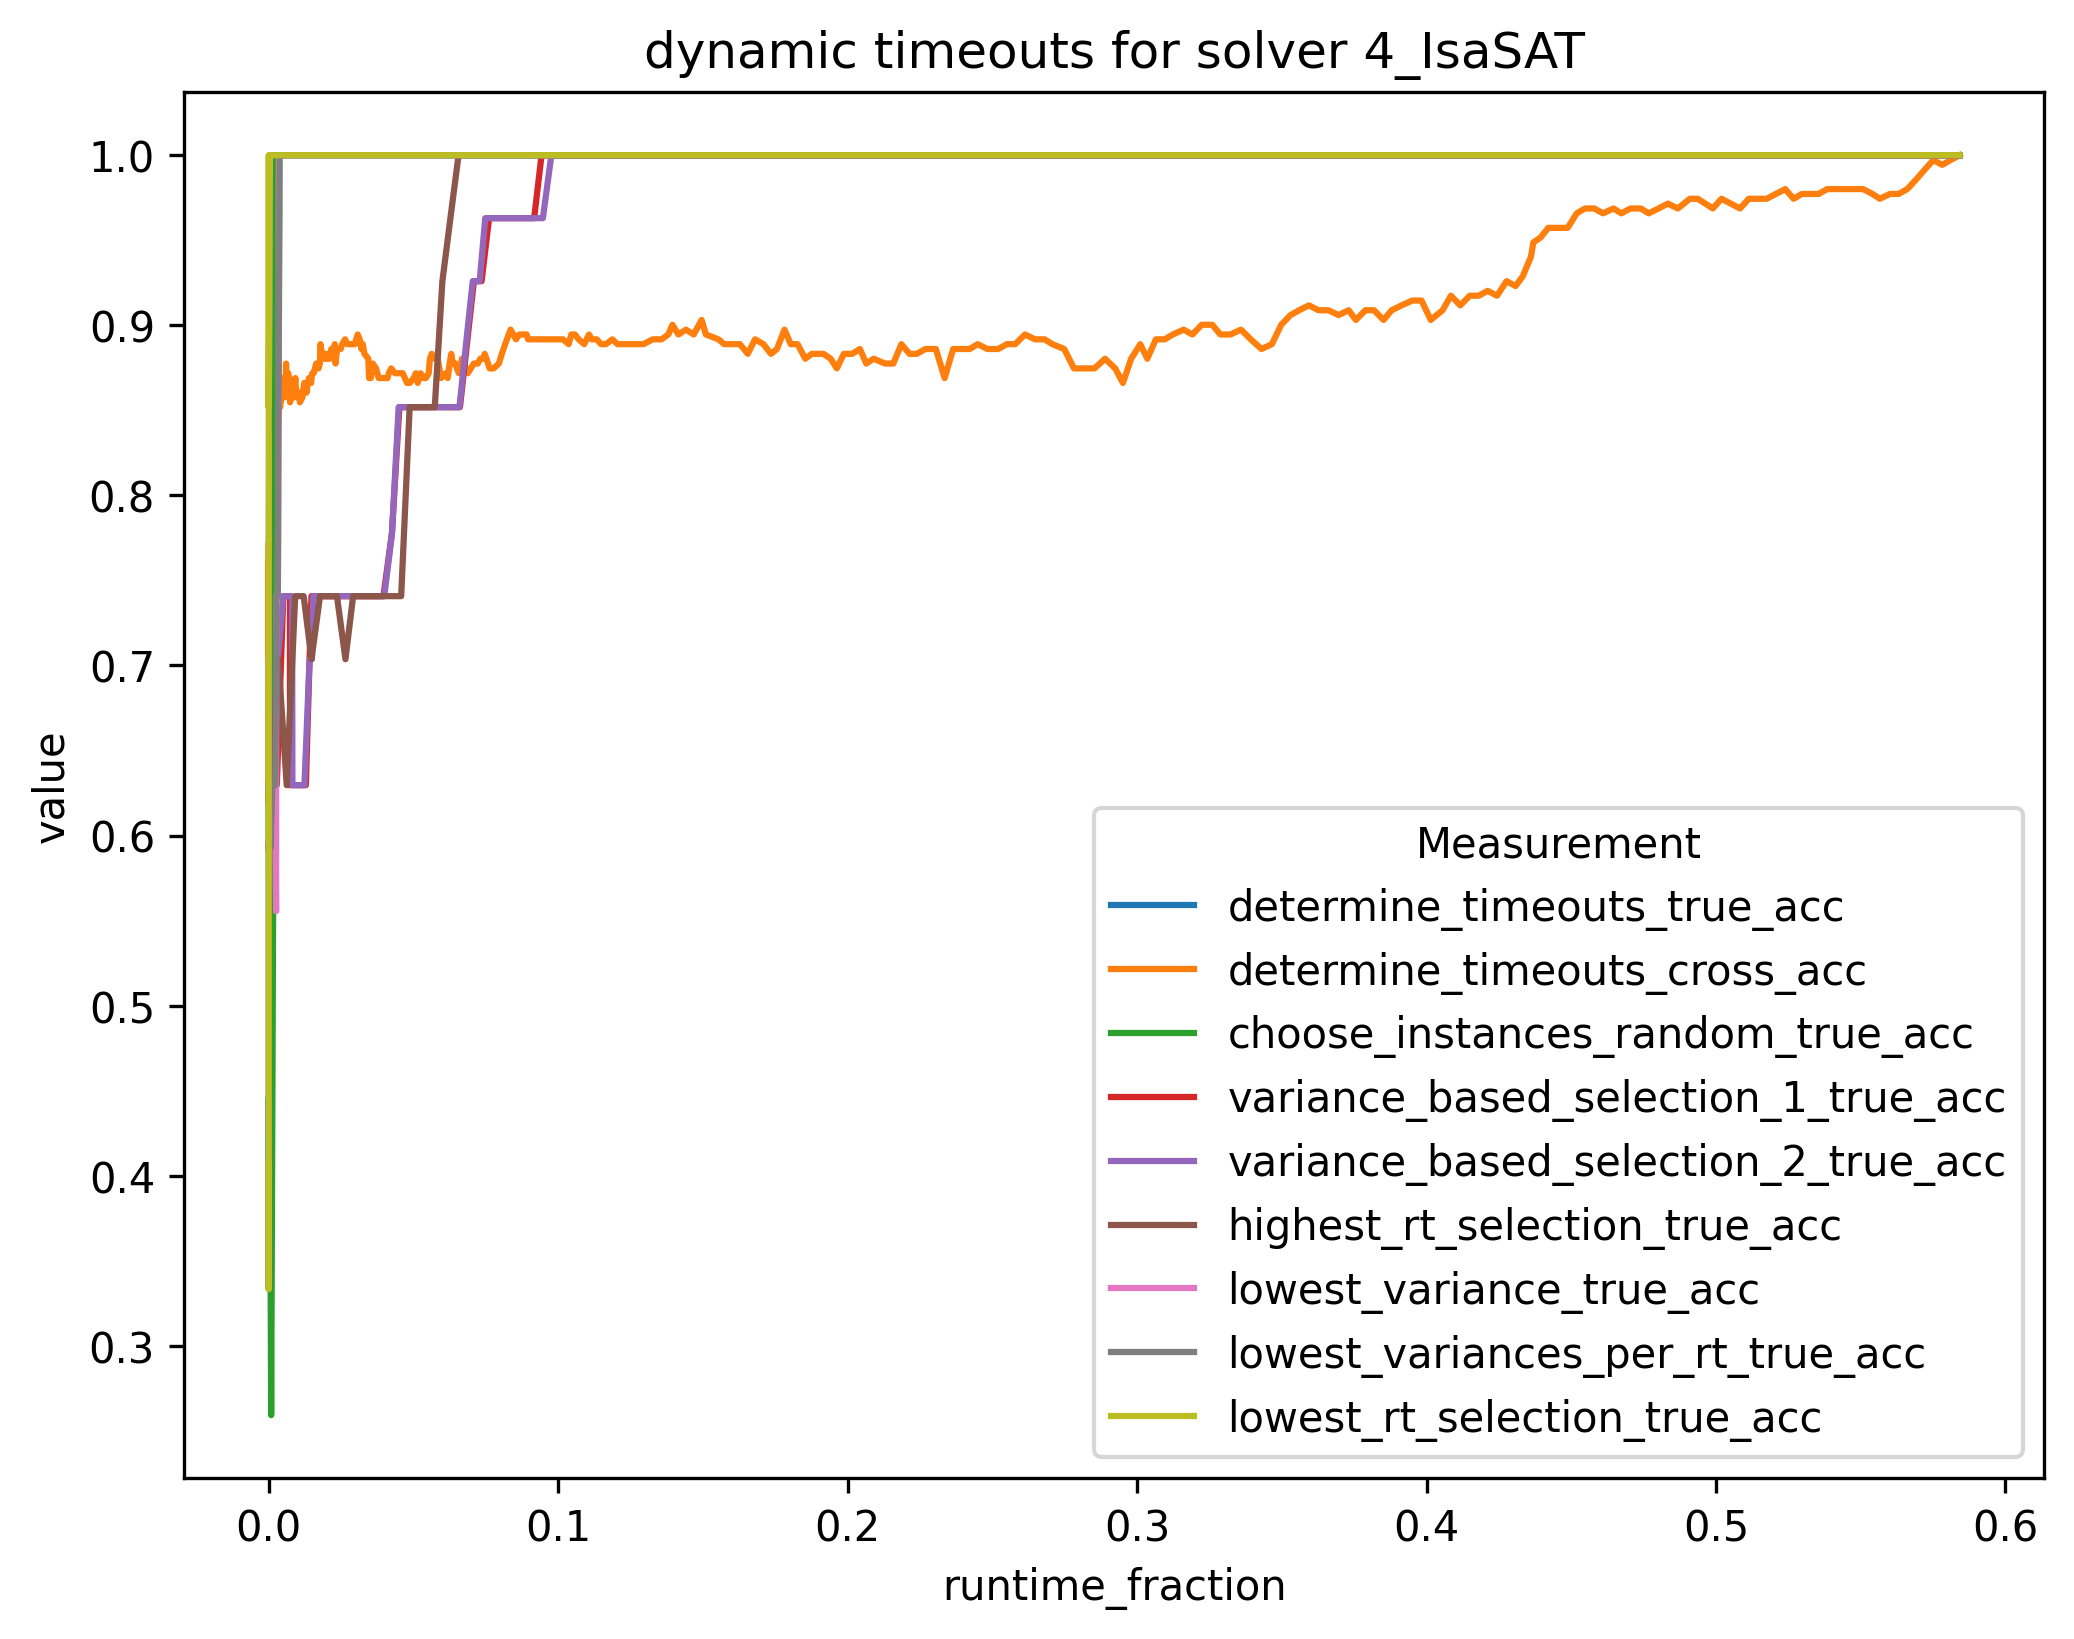 dynamic timeouts for solver 4_IsaSAT
1.0
0.9
0.8
0.7
0.6
0.5
0.4
0.3
value
Measurement
determine_timeouts_true_acc
determine_timeouts_cross_acc
choose_instances_random_true_acc
variance_based_selection_1_true_acc
variance_based_selection_2_true_acc
highest_rt_selection_true_acc
lowest_variance_true_acc
lowest_variances_per_rt_true_acc
lowest_rt_selection_true_acc
0.0 0.1 0.2 0.3 0.4 0.5 0.6
runtime_fraction